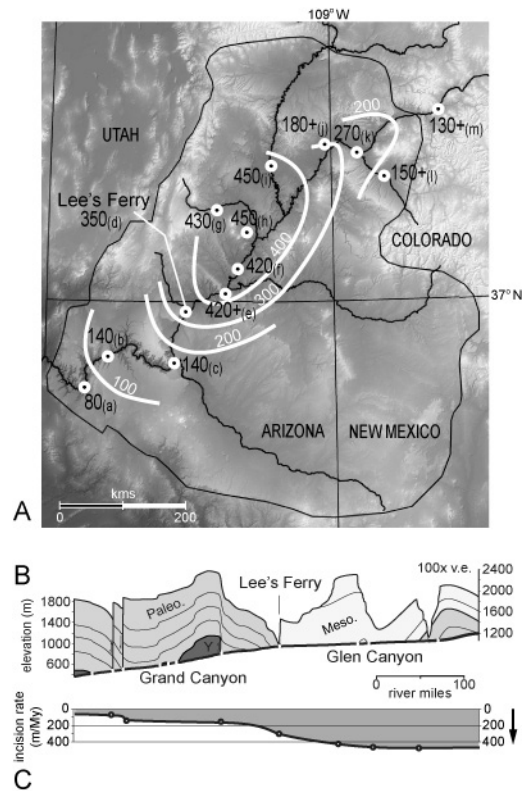 109° W
UTAH
200
130+(m)
180+(j)
270(k)
150+(l)
Lee's Ferry
350(d)
450(i)
430(g)
450(h)
COLORADO
400
420(f)
300
37° N
420+(e)
200
140(b)
140(c)
100
80(a)
ARIZONA
NEW MEXICO
kms
0 200
A
B
Lee's Ferry
100x v.e.
elevation (m)
1800
1400
1000
600
Paleo.
Y
Meso.
2400
2000
1600
1200
Grand Canyon
Glen Canyon
0 100
river miles
incision rate
(m/My)
0
200
400
0
200
400
C